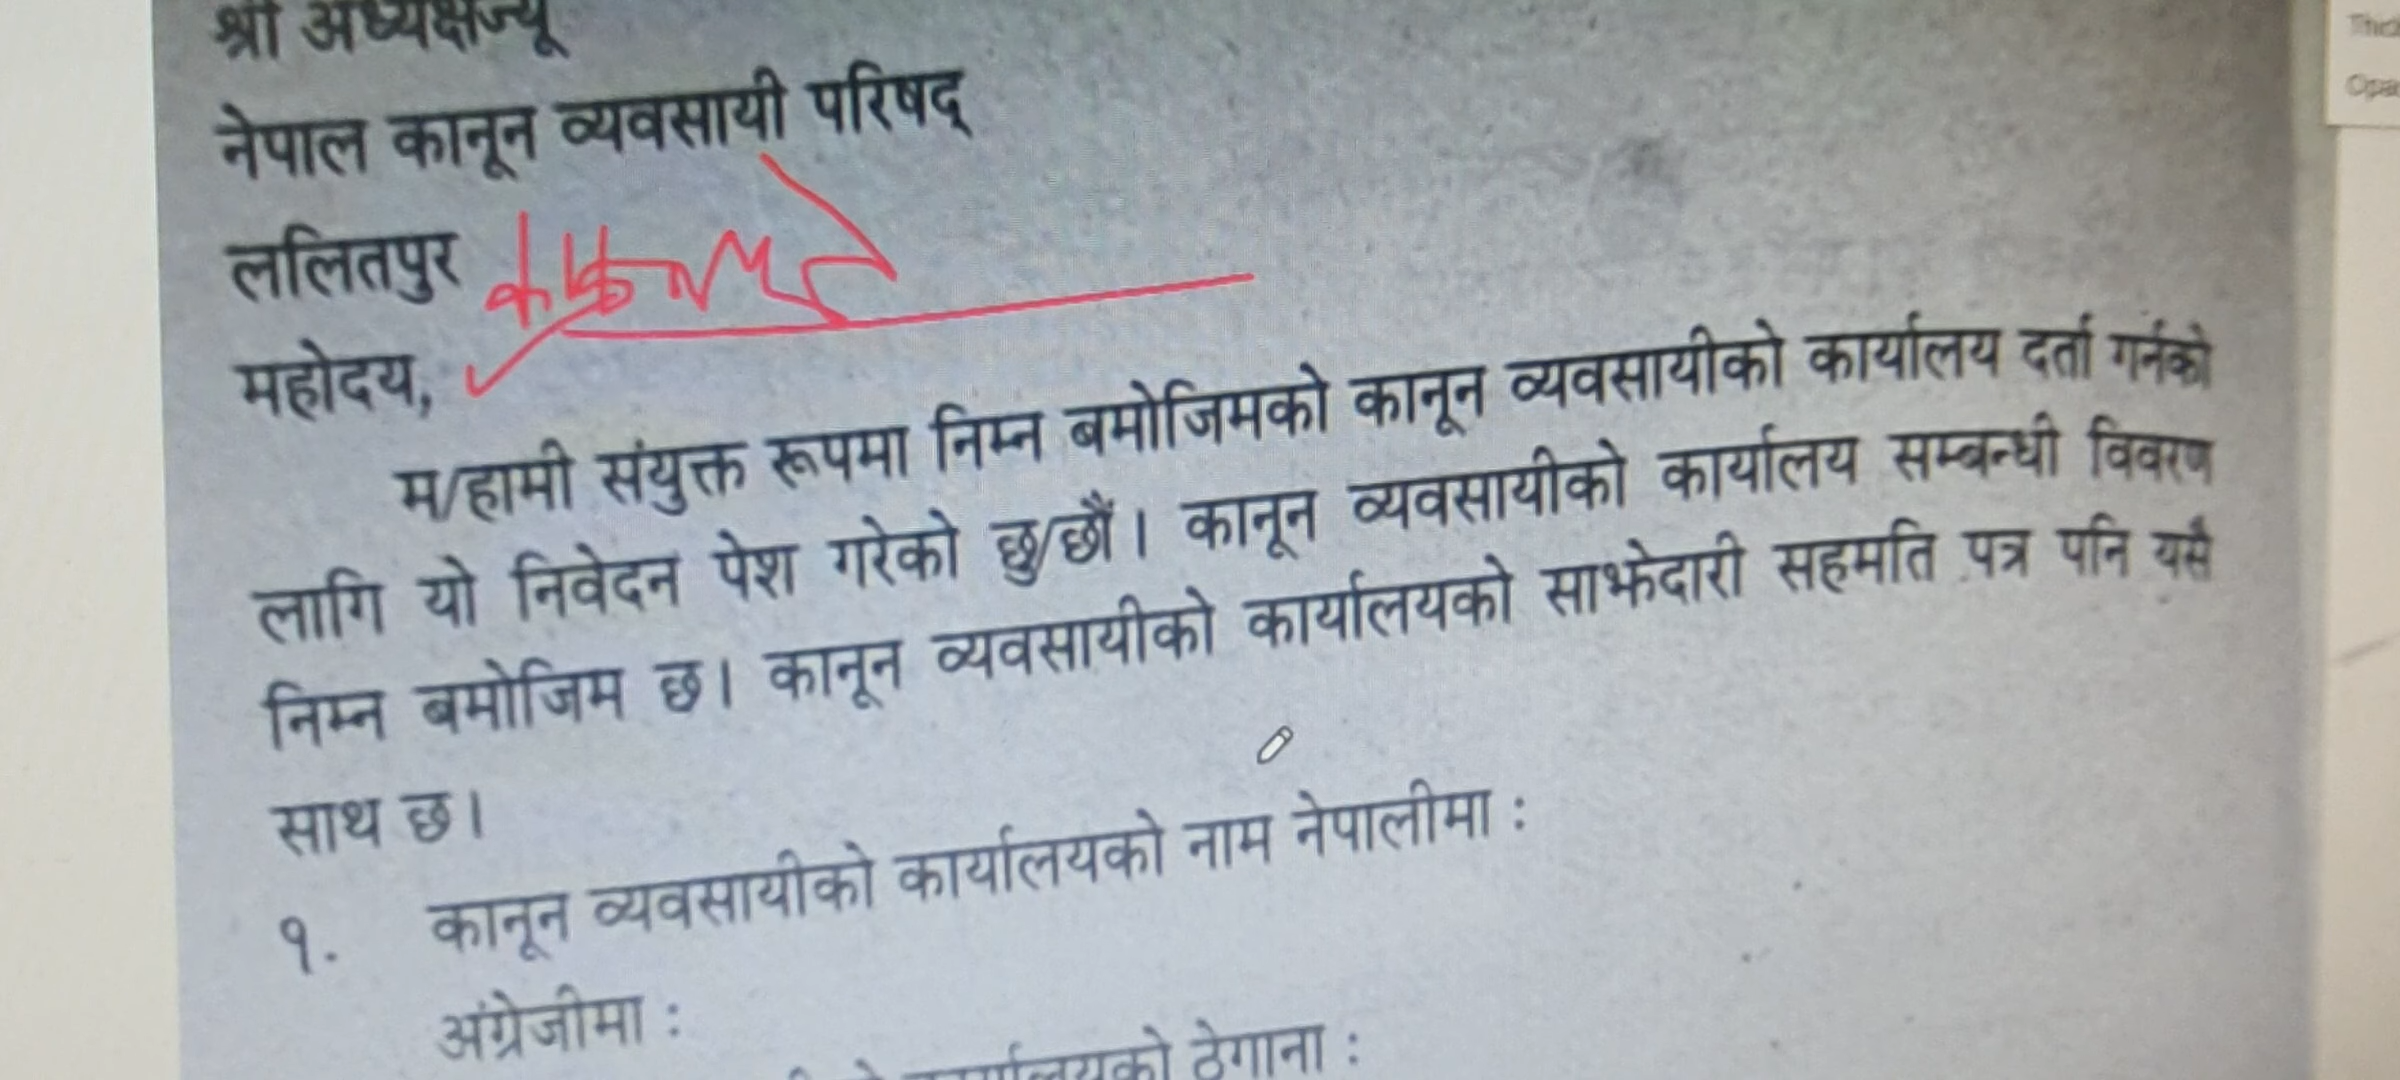 श्री अध्यक्षज्यू
नेपाल कानून व्यवसायी परिषद्
ललितपुर
महोदय,
म/हामी संयुक्त रूपमा निम्न बमोजिमको कानून व्यवसायीको कार्यालय दर्ता गर्नको
लागि यो निवेदन पेश गरेको छु/छौं। कानून व्यवसायीको कार्यालय सम्बन्धी विवरण
निम्न बमोजिम छ। कानून व्यवसायीको कार्यालयको साझेदारी सहमति पत्र पनि यसै
साथ छ।
१. कानून व्यवसायीको कार्यालयको नाम नेपालीमा :
अंग्रेजीमा :
ठेगाना :